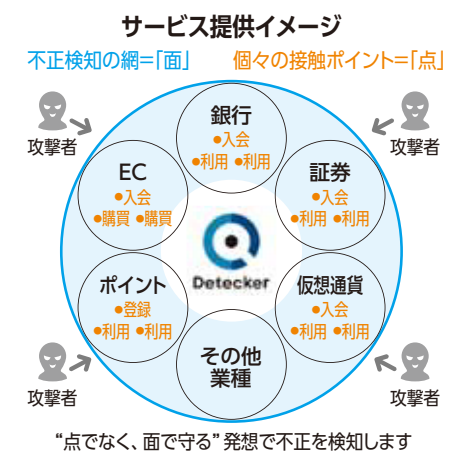 サービス提供イメージ
不正検知の網=「面」 個々の接触ポイント=「点」
攻撃者
攻撃者
銀行
●入会
●利用 ●利用
EC
●入会
●購買 ●購買
証券
●入会
●利用 ●利用
Detecker
ポイント
●登録
●利用 ●利用
仮想通貨
●入会
●利用 ●利用
その他
業種
攻撃者
攻撃者
“点でなく、面で守る” 発想で不正を検知します